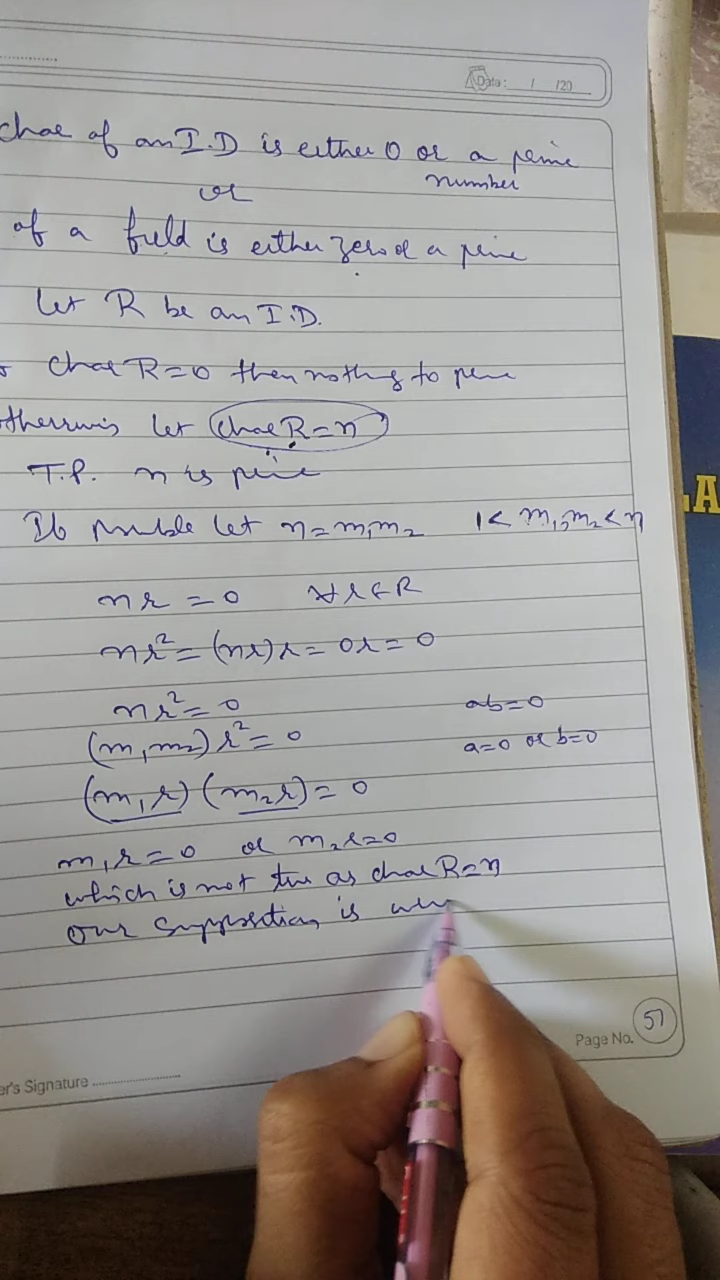 Date: / /20
char of an I.D is either 0 or a prime
number
or
of a field is either zero or a prime
Let R be an I.D.
char R=0 then nothing to prove
otherwis let char R=n
T.P. n is prime
If possible let n=m1m2 1< m1,m2<n
nr = 0 ∀ r∈R
nr² = (nr)r = 0r = 0
nr² = 0 ab=0
(m1m2) r² = 0 a=0 or b=0
(m1r) (m2r) = 0
m1r = 0 or m2r=0
which is not true as char R=n
our supposition is
Page No. 57
er's Signature
LA